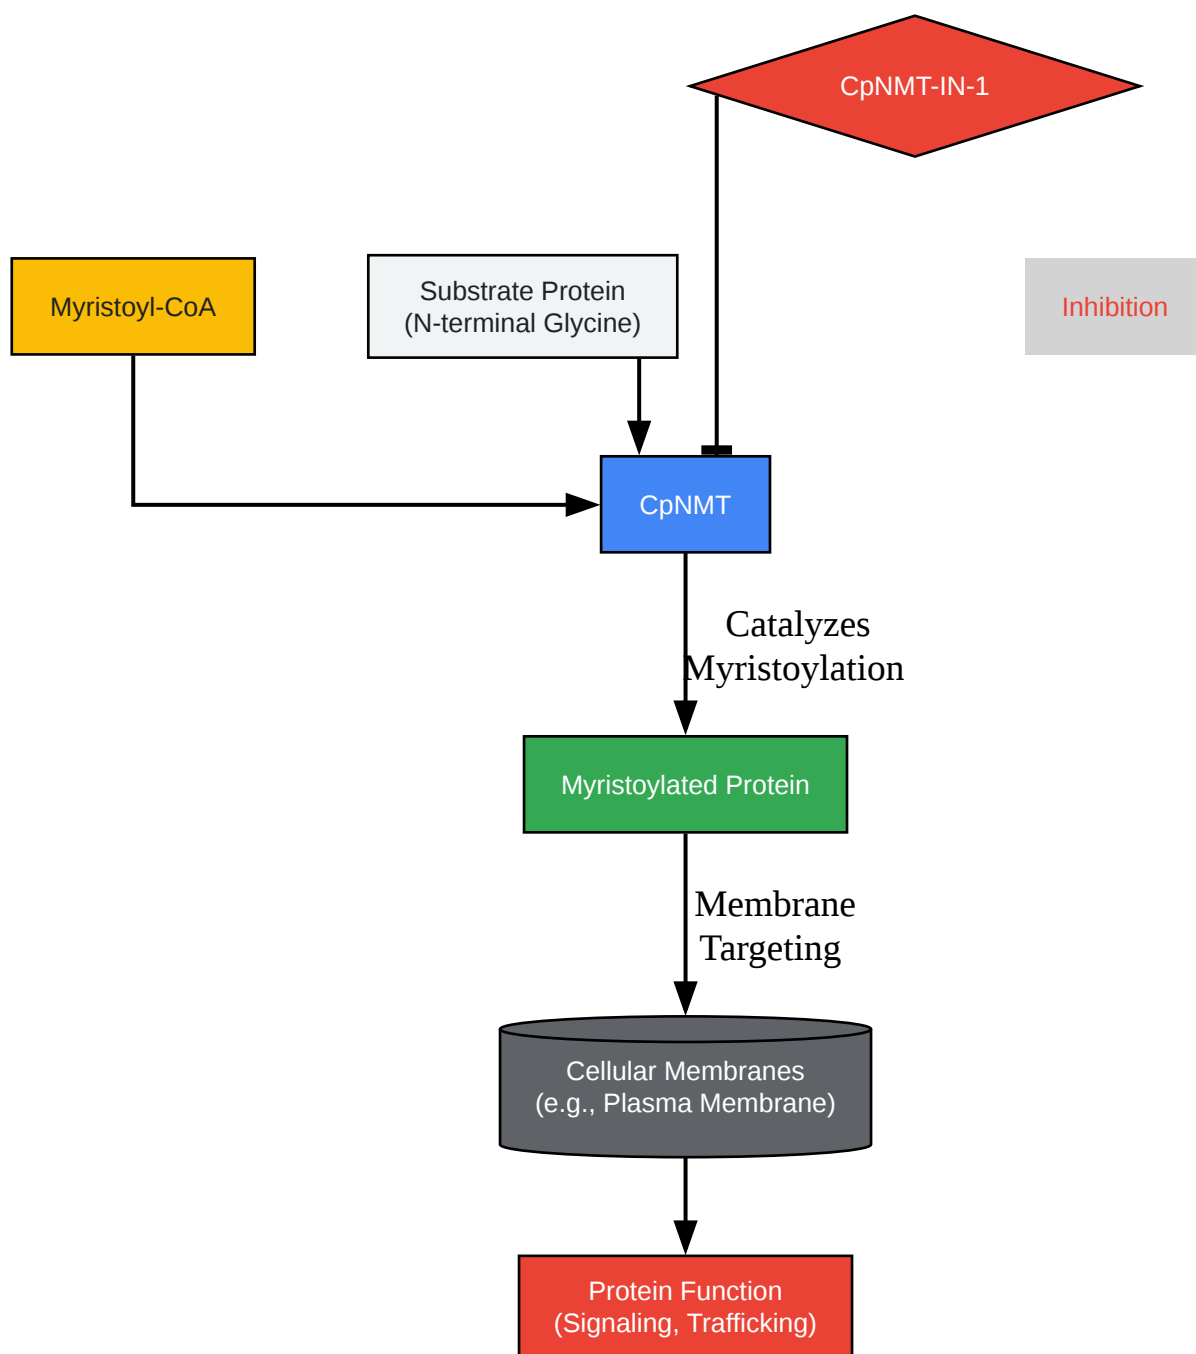 CpNMT-IN-1
Myristoyl-CoA
Substrate Protein
(N-terminal Glycine)
Inhibition
CpNMT
Catalyzes
Myristoylation
Myristoylated Protein
Membrane
Targeting
Cellular Membranes
(e.g., Plasma Membrane)
Protein Function
(Signaling, Trafficking)